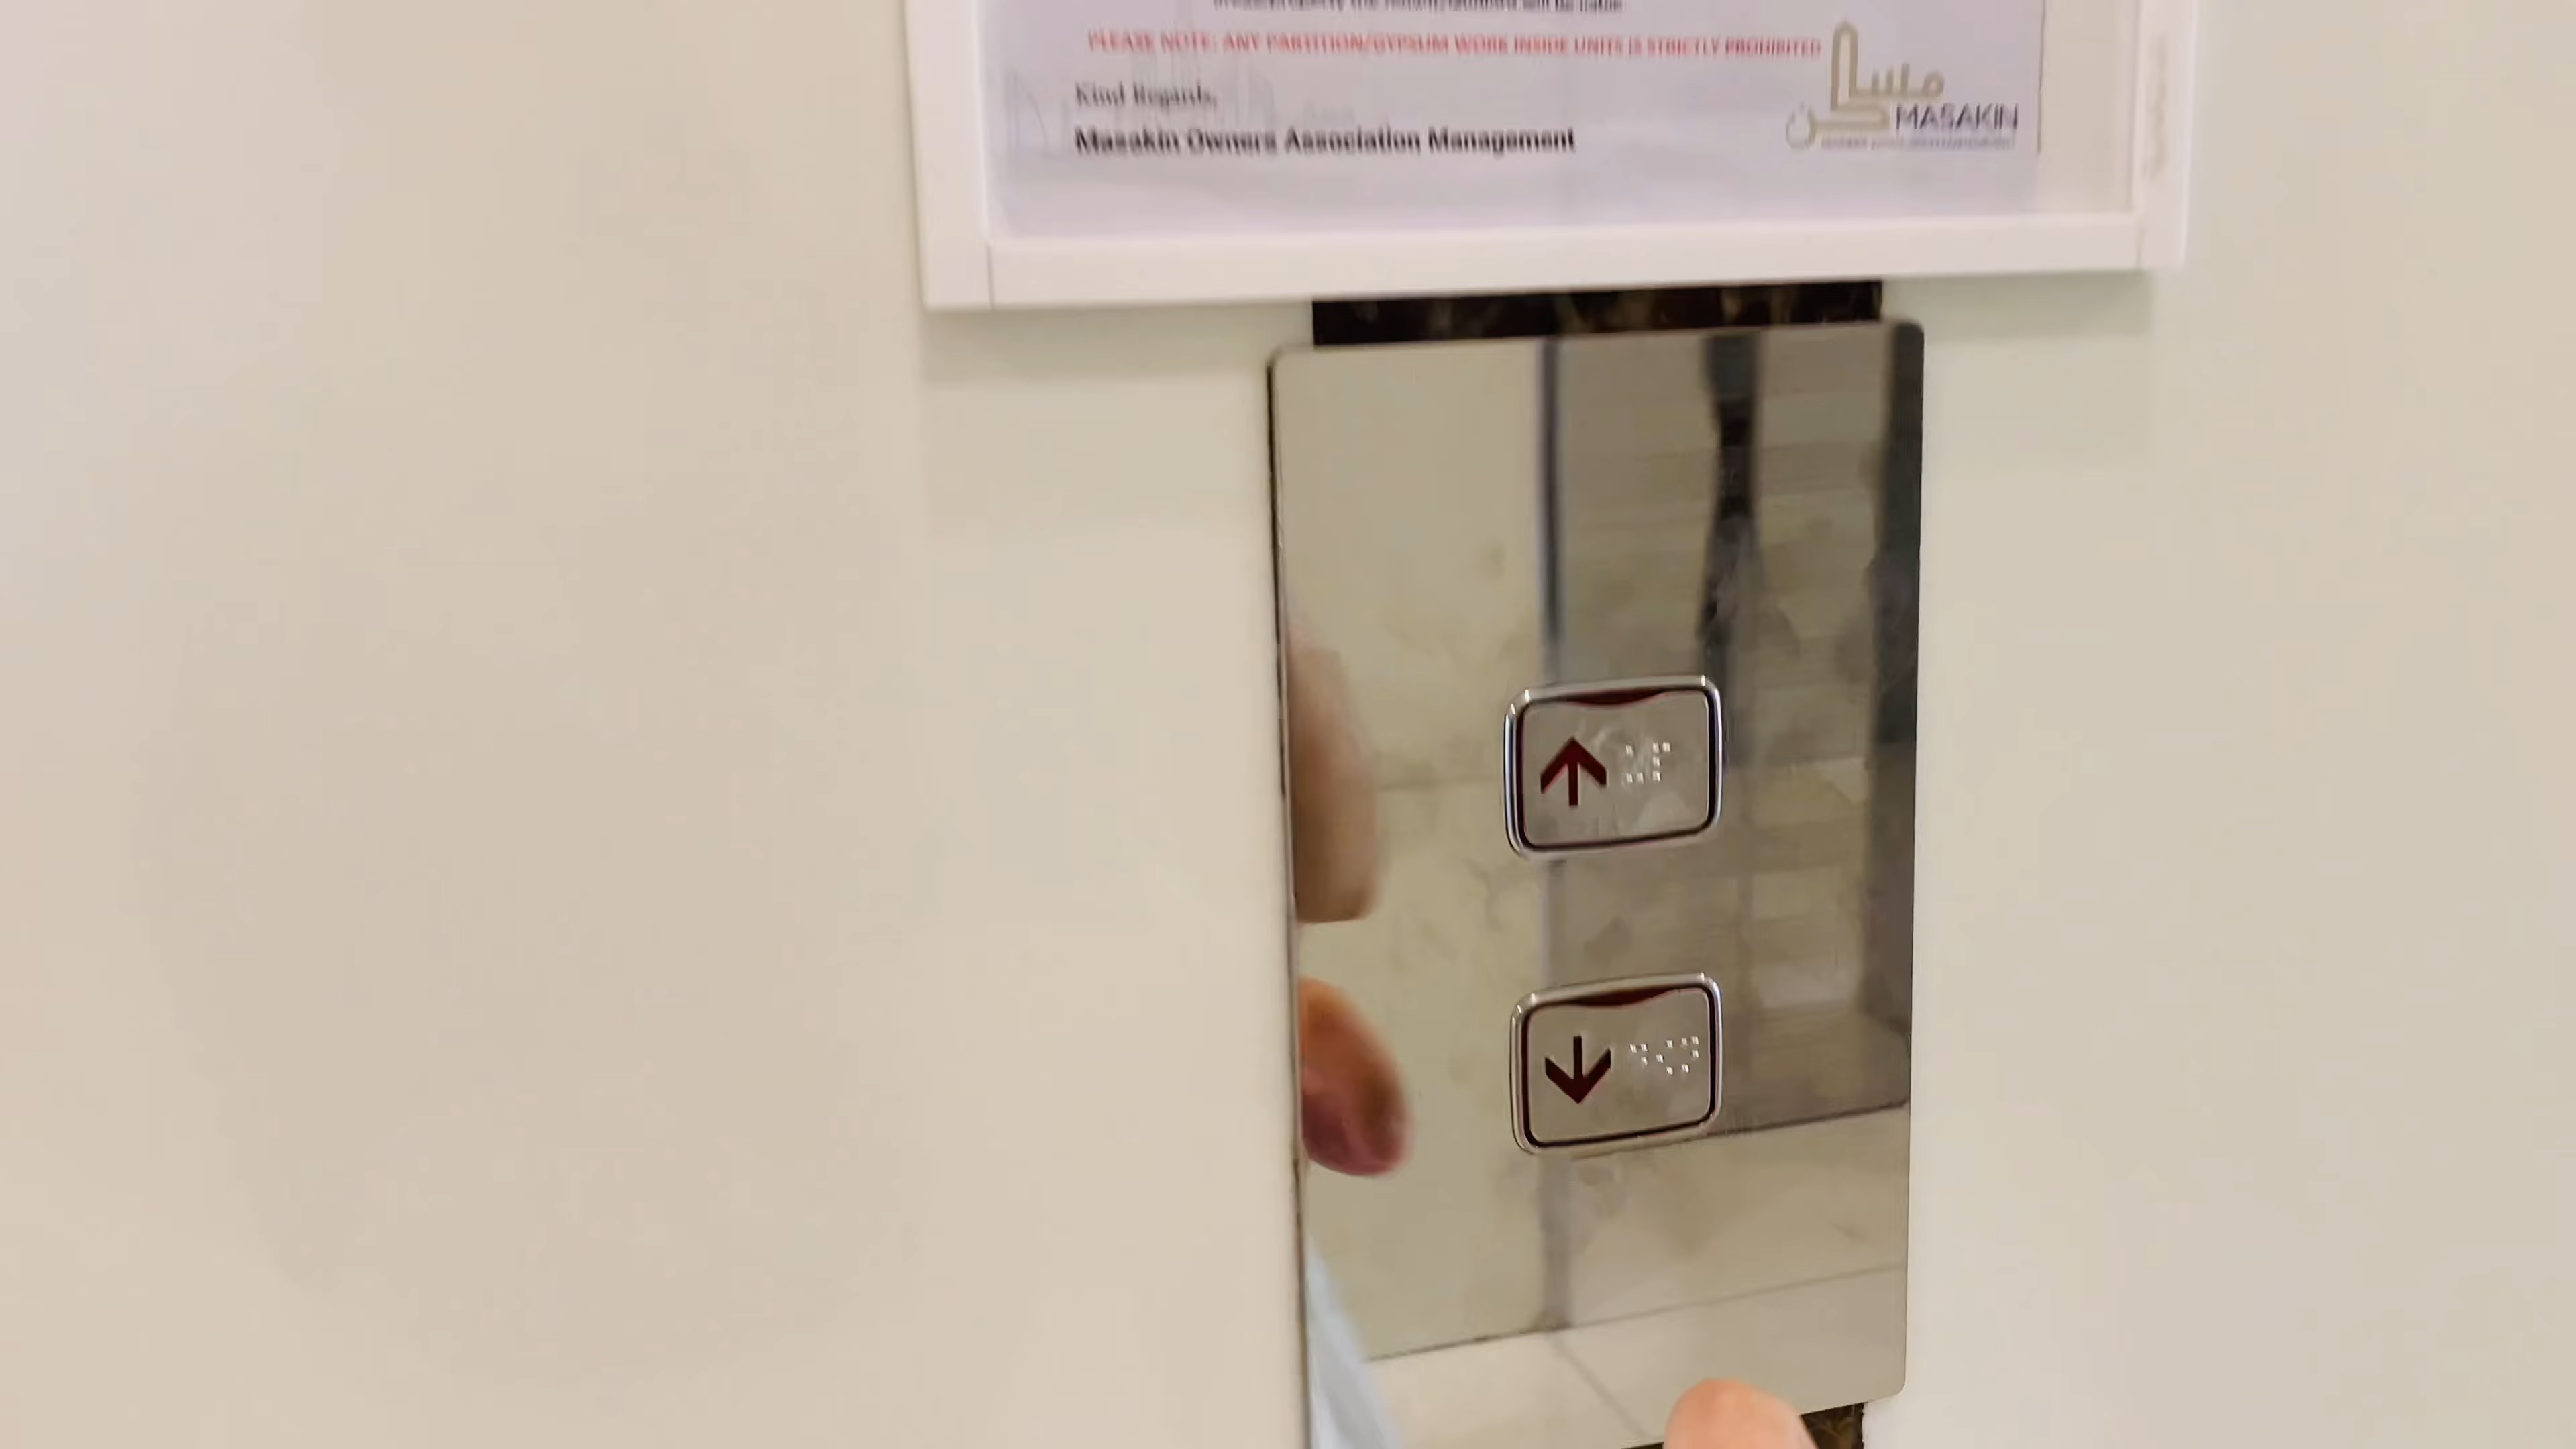 PLEASE NOTE: ANY PARTITION/GYPSUM WORK INSIDE UNITS IS STRICTLY PROHIBITED
Kind Regards,
Masakin Owners Association Management
مساكن
MASAKIN